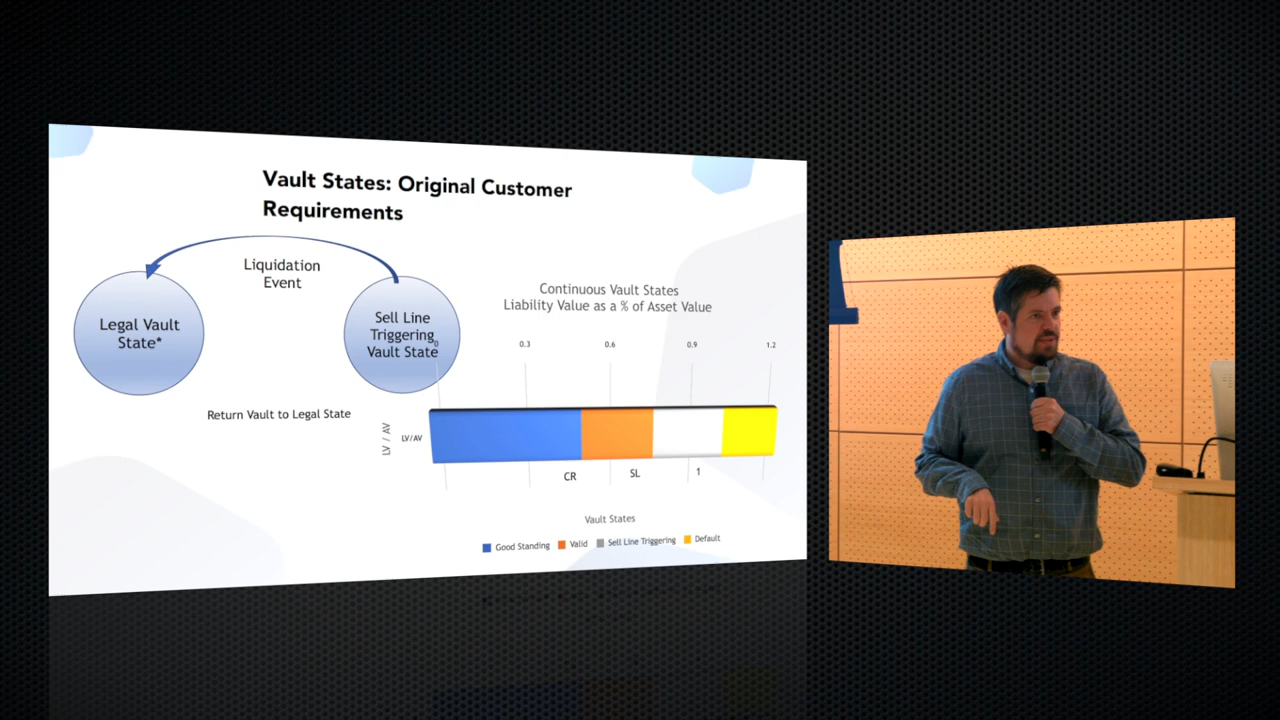 Vault States: Original Customer
Requirements
Liquidation
Event
Legal Vault
State*
Sell Line
Triggering
Vault State
Return Vault to Legal State
Continuous Vault States
Liability Value as a % of Asset Value
0
0.3
0.6
0.9
1.2
LV / AV
LV/AV
CR
SL
1
Vault States
Good Standing
Valid
Sell Line Triggering
Default